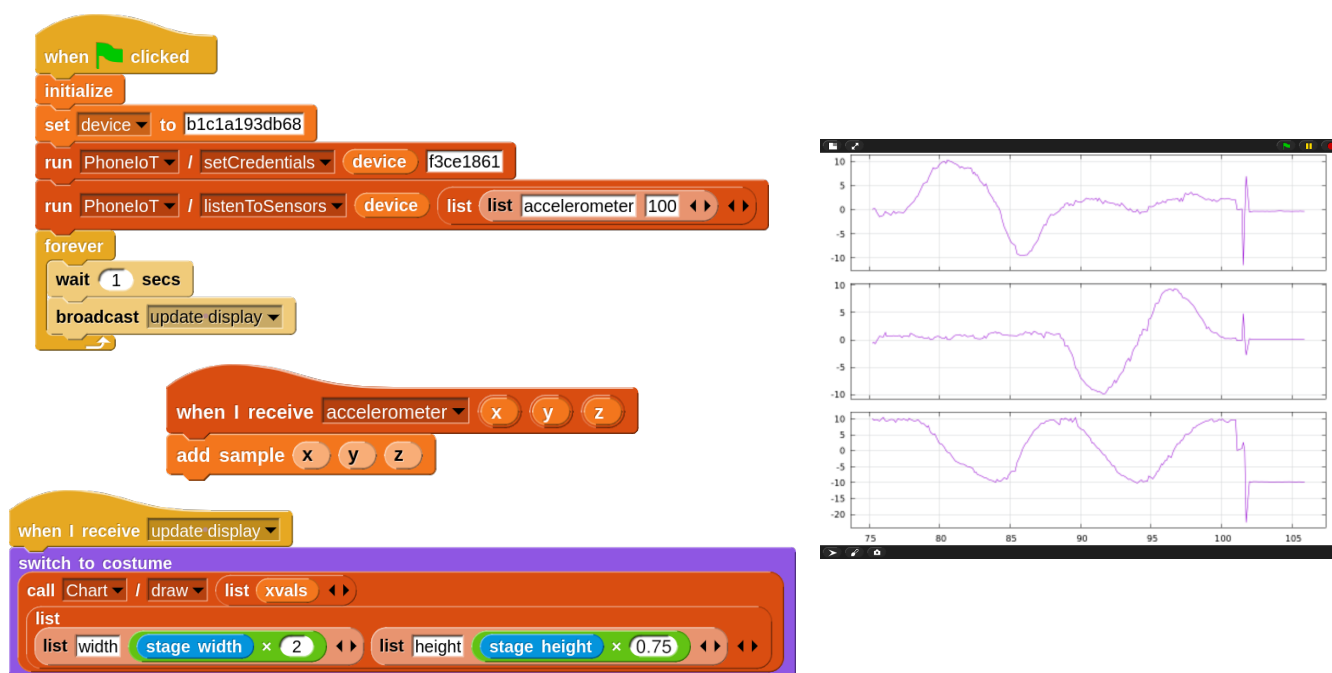 when clicked
initialize
set device to b1c1a193db68
run PhoneIoT / setCredentials device f3ce1861
run PhoneIoT / listenToSensors device list list accelerometer 100
forever
wait 1 secs
broadcast update display
when I receive accelerometer x y z
add sample x y z
when I receive update display
switch to costume
call Chart / draw list xvals
list
list width stage width × 2 list height stage height × 0.75
10
5
0
-5
-10
10
5
0
-5
-10
10
5
0
-5
-10
-15
-20
75 80 85 90 95 100 105